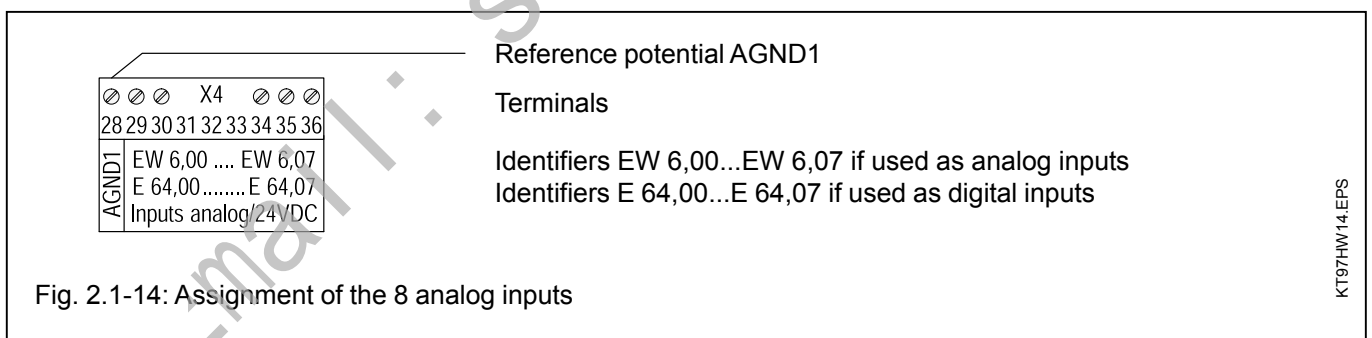 Reference potential AGND1
X4
Terminals
28 29 30 31 32 33 34 35 36
AGND1
EW 6,00 .... EW 6,07
E 64,00........E 64,07
Inputs analog/24VDC
Identifiers EW 6,00...EW 6,07 if used as analog inputs
Identifiers E 64,00...E 64,07 if used as digital inputs
KT97HW14.EPS
Fig. 2.1-14: Assignment of the 8 analog inputs
mail: s